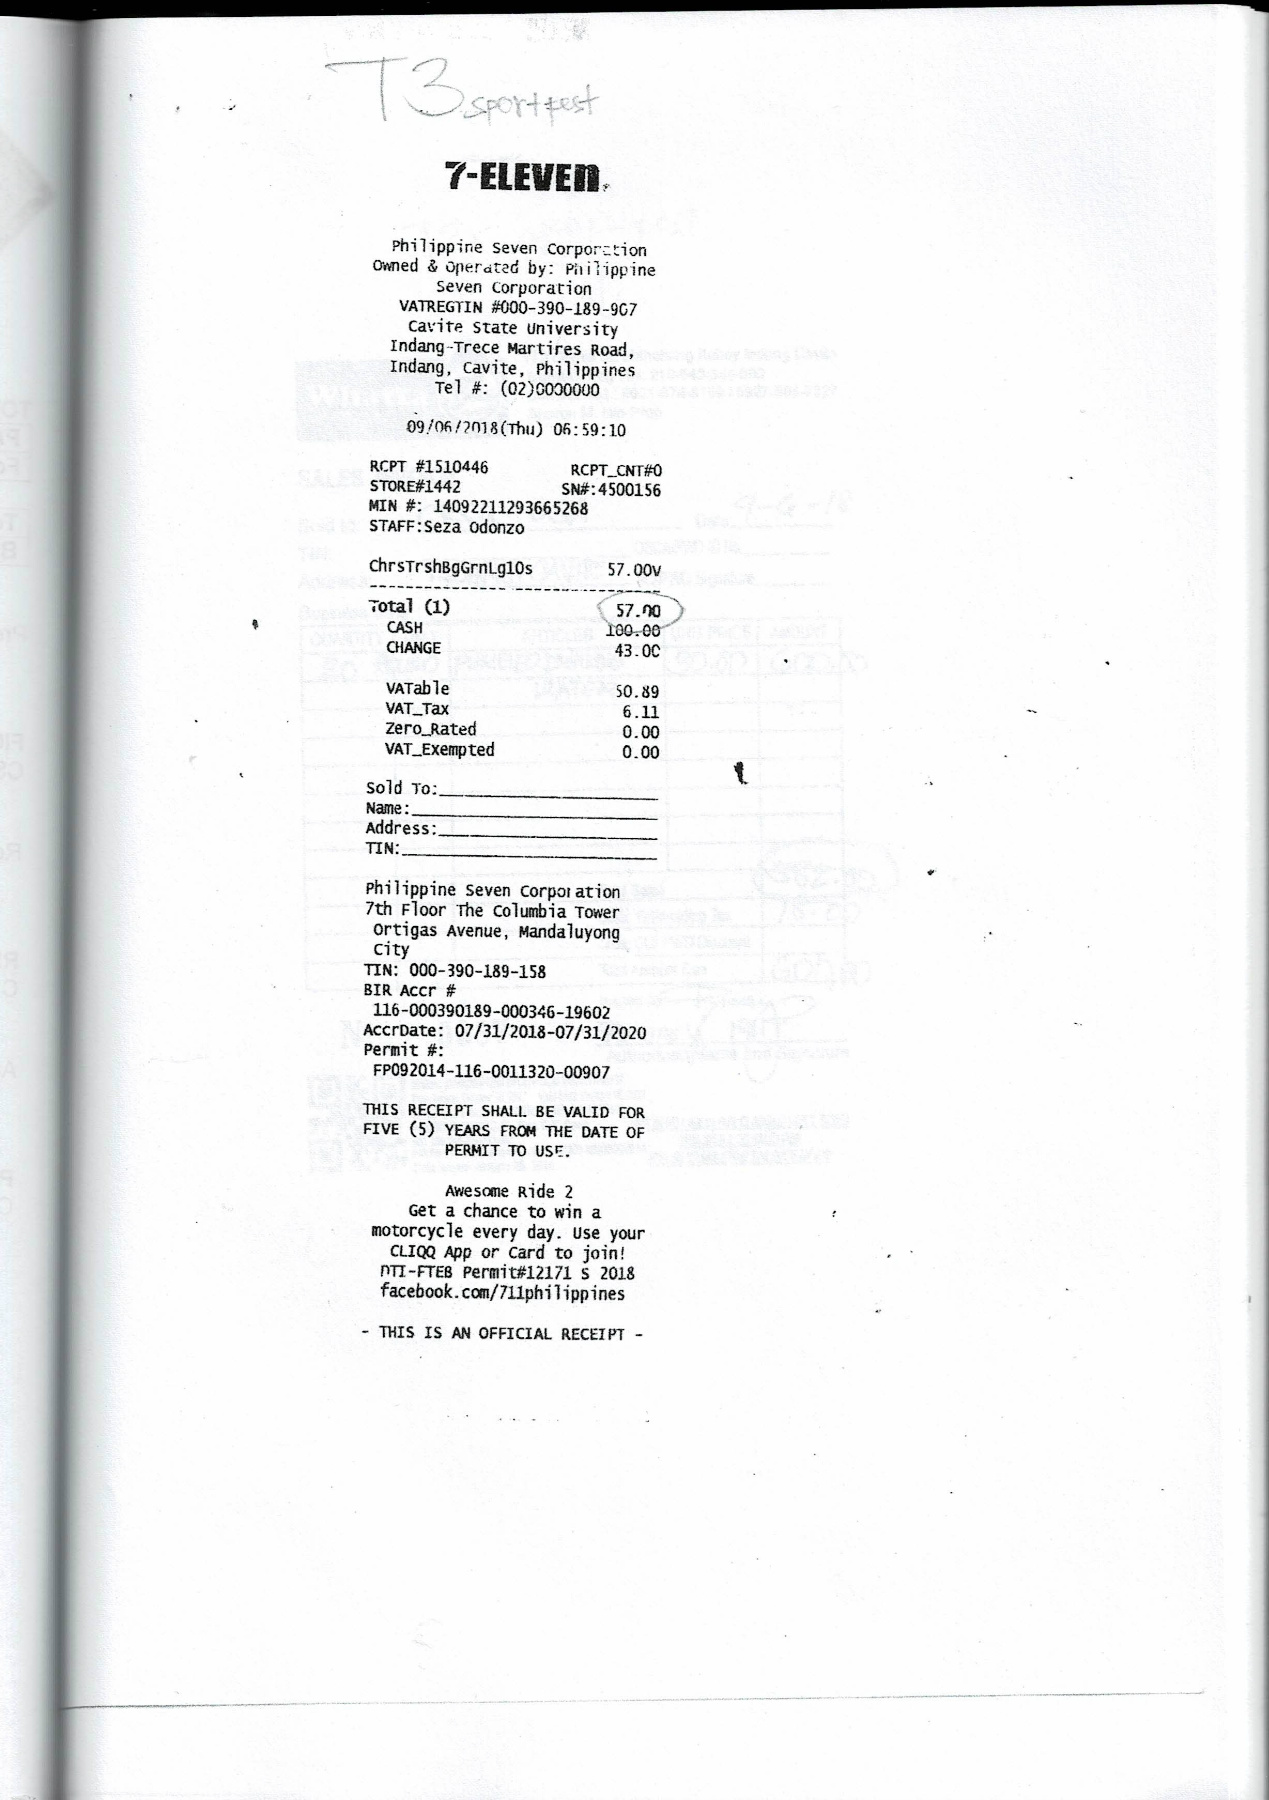 T3 sportfest
7-ELEVEN®
Philippine Seven Corporation
Owned & Operated by: Philippine
Seven Corporation
VATREGTIN #000-390-189-907
Cavite State University
Indang-Trece Martires Road,
Indang, Cavite, Philippines
Tel #: (02)0000000
09/06/2018(Thu) 06:59:10
RCPT #1510446 RCPT_CNT#0
STORE#1442 SN#:4500156
MIN #: 14092211293665268
STAFF:Seza Odonzo
ChrsTrshBgGrnLg10s 57.00V
Total (1) 57.00
CASH 100.00
CHANGE 43.00
VATable 50.89
VAT_Tax 6.11
Zero_Rated 0.00
VAT_Exempted 0.00
Sold To:
Name:
Address:
TIN:
Philippine Seven Corporation
7th Floor The Columbia Tower
Ortigas Avenue, Mandaluyong
City
TIN: 000-390-189-158
BIR Accr #
116-000390189-000346-19602
AccrDate: 07/31/2018-07/31/2020
Permit #:
FP092014-116-0011320-00907
THIS RECEIPT SHALL BE VALID FOR
FIVE (5) YEARS FROM THE DATE OF
PERMIT TO USE.
Awesome Ride 2
Get a chance to win a
motorcycle every day. Use your
CLIQQ App or Card to join!
DTI-FTEB Permit#12171 S 2018
facebook.com/711philippines
- THIS IS AN OFFICIAL RECEIPT -